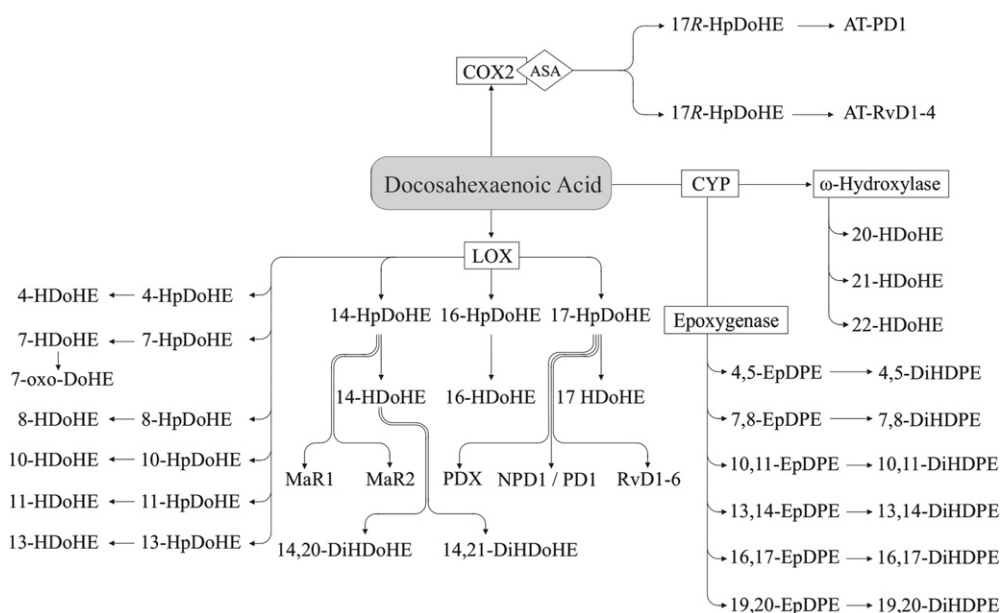 17R-HpDoHE
AT-PD1
COX2
ASA
17R-HpDoHE
AT-RvD1-4
Docosahexaenoic Acid
CYP
ω-Hydroxylase
20-HDoHE
21-HDoHE
22-HDoHE
LOX
4-HDoHE
4-HpDoHE
7-HDoHE
7-HpDoHE
7-oxo-DoHE
8-HDoHE
8-HpDoHE
10-HDoHE
10-HpDoHE
11-HDoHE
11-HpDoHE
13-HDoHE
13-HpDoHE
14-HpDoHE
16-HpDoHE
17-HpDoHE
14-HDoHE
16-HDoHE
17 HDoHE
MaR1
MaR2
PDX
NPD1 / PD1
RvD1-6
14,20-DiHDoHE
14,21-DiHDoHE
Epoxygenase
4,5-EpDPE
4,5-DiHDPE
7,8-EpDPE
7,8-DiHDPE
10,11-EpDPE
10,11-DiHDPE
13,14-EpDPE
13,14-DiHDPE
16,17-EpDPE
16,17-DiHDPE
19,20-EpDPE
19,20-DiHDPE